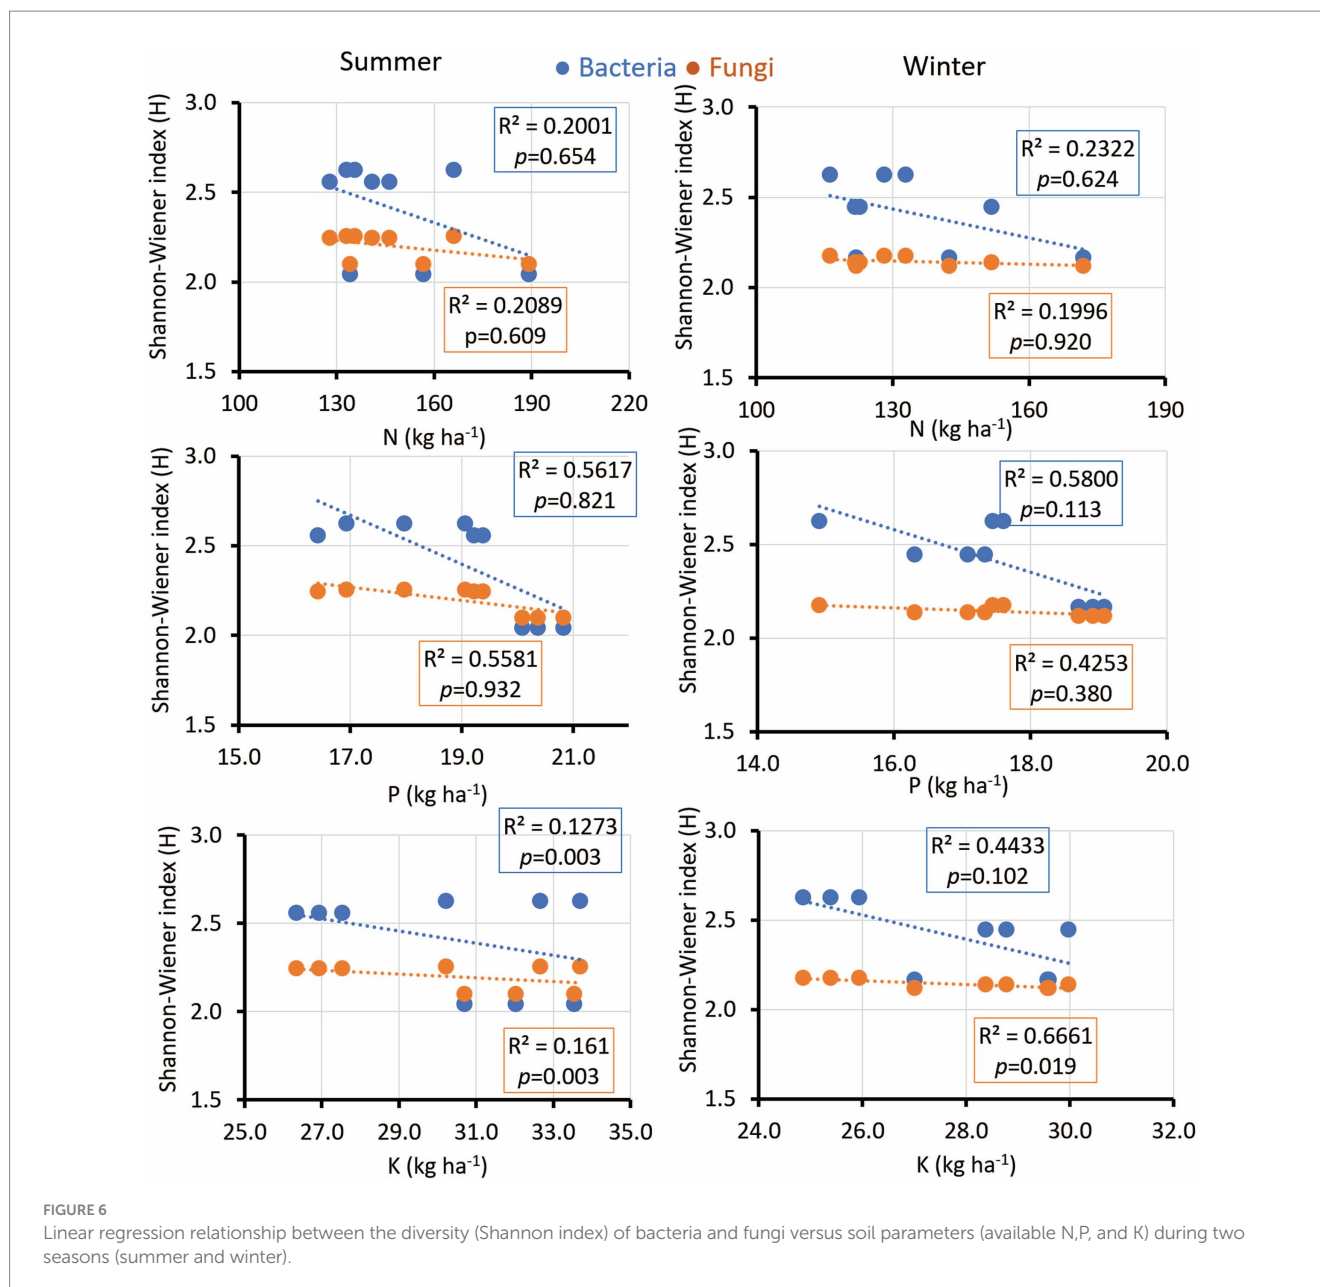 Summer
Bacteria Fungi
Winter
Shannon-Wiener index (H)
3.0
2.5
2.0
1.5
R² = 0.2001
p=0.654
R² = 0.2089
p=0.609
100 130 160 190 220
N (kg ha⁻¹)
Shannon-Wiener index (H)
3.0
2.5
2.0
1.5
R² = 0.2322
p=0.624
R² = 0.1996
p=0.920
100 130 160 190
N (kg ha⁻¹)
Shannon-Wiener index (H)
3.0
2.5
2.0
1.5
R² = 0.5617
p=0.821
R² = 0.5581
p=0.932
15.0 17.0 19.0 21.0
P (kg ha⁻¹)
Shannon-Wiener index (H)
3.0
2.5
2.0
1.5
R² = 0.5800
p=0.113
R² = 0.4253
p=0.380
14.0 16.0 18.0 20.0
P (kg ha⁻¹)
Shannon-Wiener index (H)
3.0
2.5
2.0
1.5
R² = 0.1273
p=0.003
R² = 0.161
p=0.003
25.0 27.0 29.0 31.0 33.0 35.0
K (kg ha⁻¹)
Shannon-Wiener index (H)
3.0
2.5
2.0
1.5
R² = 0.4433
p=0.102
R² = 0.6661
p=0.019
24.0 26.0 28.0 30.0 32.0
K (kg ha⁻¹)
FIGURE 6
Linear regression relationship between the diversity (Shannon index) of bacteria and fungi versus soil parameters (available N,P, and K) during two
seasons (summer and winter).